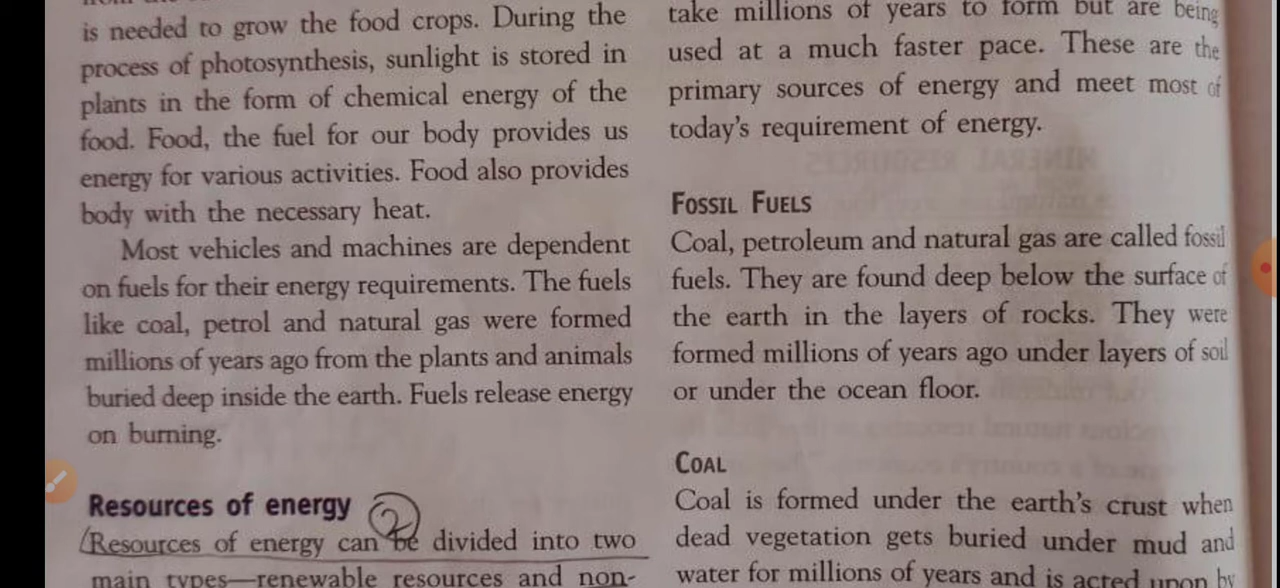 is needed to grow the food crops. During the
process of photosynthesis, sunlight is stored in
plants in the form of chemical energy of the
food. Food, the fuel for our body provides us
energy for various activities. Food also provides
body with the necessary heat.
Most vehicles and machines are dependent
on fuels for their energy requirements. The fuels
like coal, petrol and natural gas were formed
millions of years ago from the plants and animals
buried deep inside the earth. Fuels release energy
on burning.
Resources of energy 2
Resources of energy can be divided into two
main types—renewable resources and non-
take millions of years to form but are being
used at a much faster pace. These are the
primary sources of energy and meet most of
today's requirement of energy.
FOSSIL FUELS
Coal, petroleum and natural gas are called fossil
fuels. They are found deep below the surface of
the earth in the layers of rocks. They were
formed millions of years ago under layers of soil
or under the ocean floor.
COAL
Coal is formed under the earth's crust when
dead vegetation gets buried under mud and
water for millions of years and is acted upon by